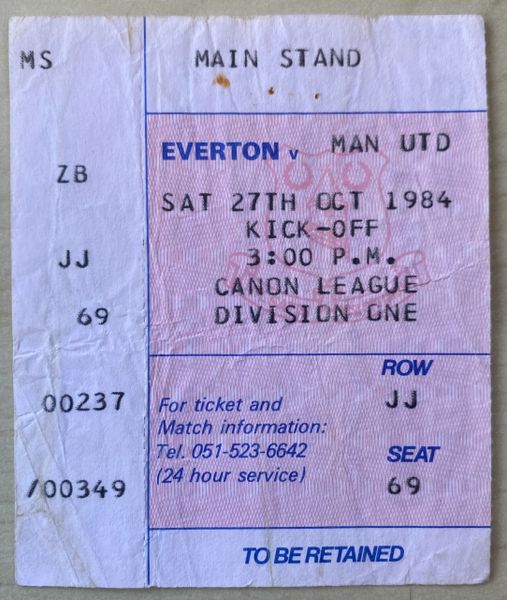 MS
ZB
JJ
69
00237
/00349
MAIN STAND
EVERTON v MAN UTD
SAT 27TH OCT 1984
KICK-OFF
3:00 P.M.
CANON LEAGUE
DIVISION ONE
For ticket and
Match information:
Tel. 051-523-6642
(24 hour service)
ROW
JJ
SEAT
69
TO BE RETAINED